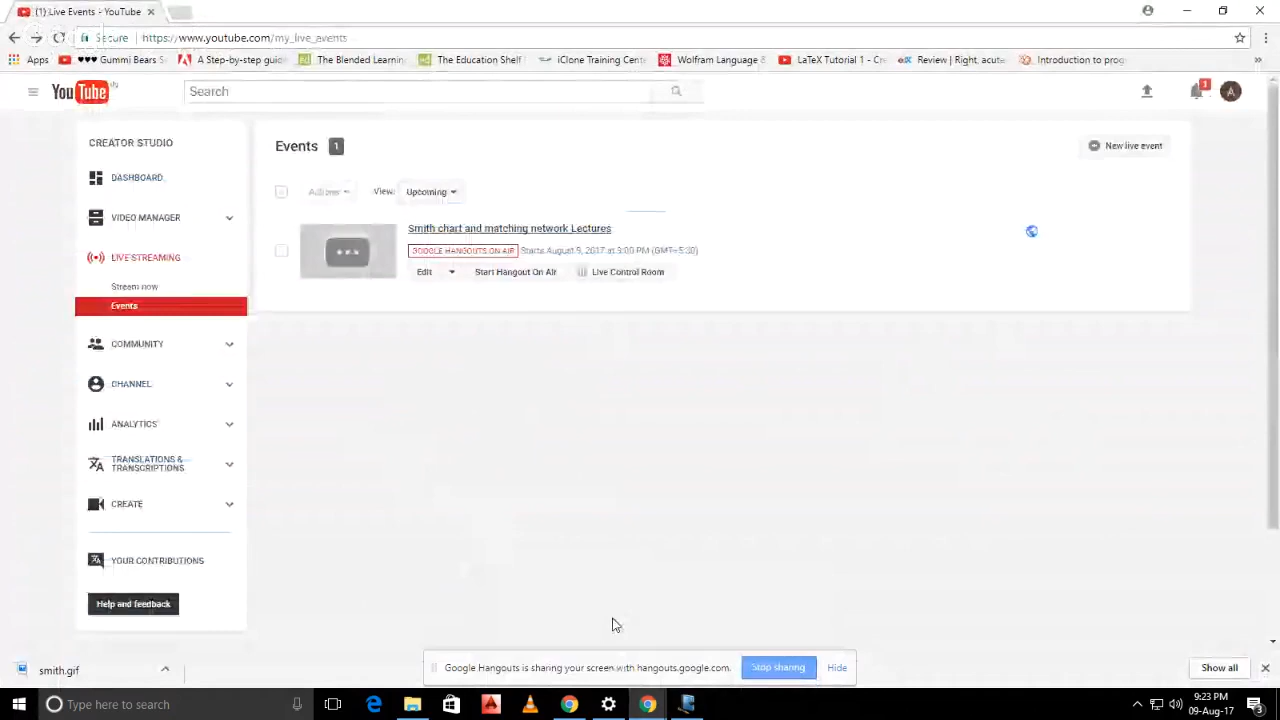 (1) Live Events - YouTube
Secure https://www.youtube.com/my_live_events
Apps ♥♥♥ Gummi Bears S A Step-by-step guid The Blended Learning The Education Shelf iClone Training Cente Wolfram Language & LaTeX Tutorial 1 - Cr Review | Right, acute Introduction to prog
YouTube Search 1 A
CREATOR STUDIO
DASHBOARD
VIDEO MANAGER
LIVE STREAMING
Stream now
Events
COMMUNITY
CHANNEL
ANALYTICS
TRANSLATIONS &
TRANSCRIPTIONS
CREATE
YOUR CONTRIBUTIONS
Help and feedback
Events 1 New live event
Actions View: Upcoming
Smith chart and matching network Lectures
GOOGLE HANGOUTS ON AIR Starts August 9, 2017 at 9:00 PM
Edit Start Hangout On Air Live Control Room
Google Hangouts is sharing your screen with hangouts.google.com. Stop sharing Hide
smith.gif Show all
Type here to search
9:23 PM
09-Aug-17
3